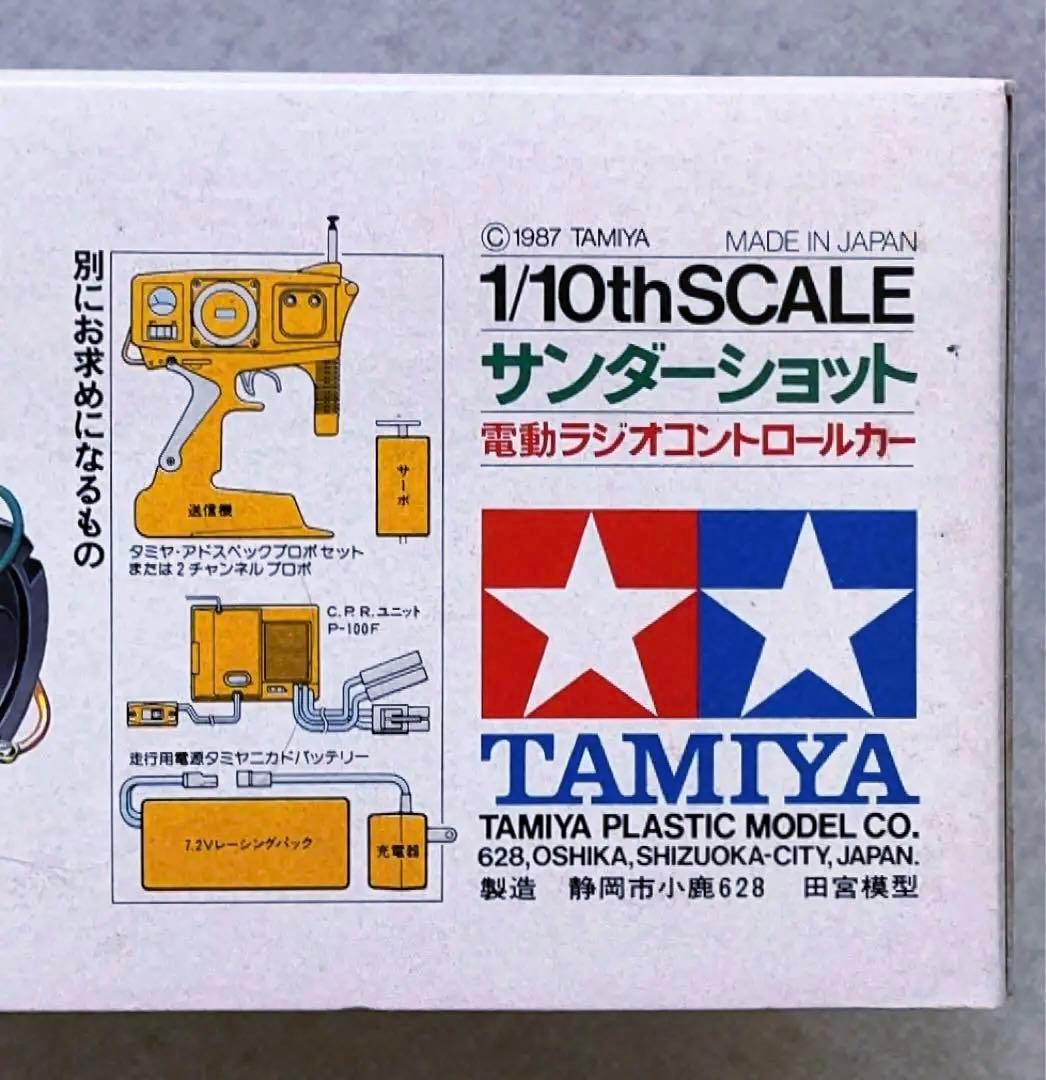 別にお求めになるもの
送信機
サーボ
タミヤ・アドスペックプロポセット
または2チャンネルプロポ
C.P.R.ユニット
P-100F
走行用電源タミヤニカドバッテリー
7.2Vレーシングパック
充電器
©1987 TAMIYA MADE IN JAPAN
1/10th SCALE
サンダーショット
電動ラジオコントロールカー
TAMIYA
TAMIYA PLASTIC MODEL CO.
628, OSHIKA, SHIZUOKA-CITY, JAPAN.
製造 静岡市小鹿628 田宮模型